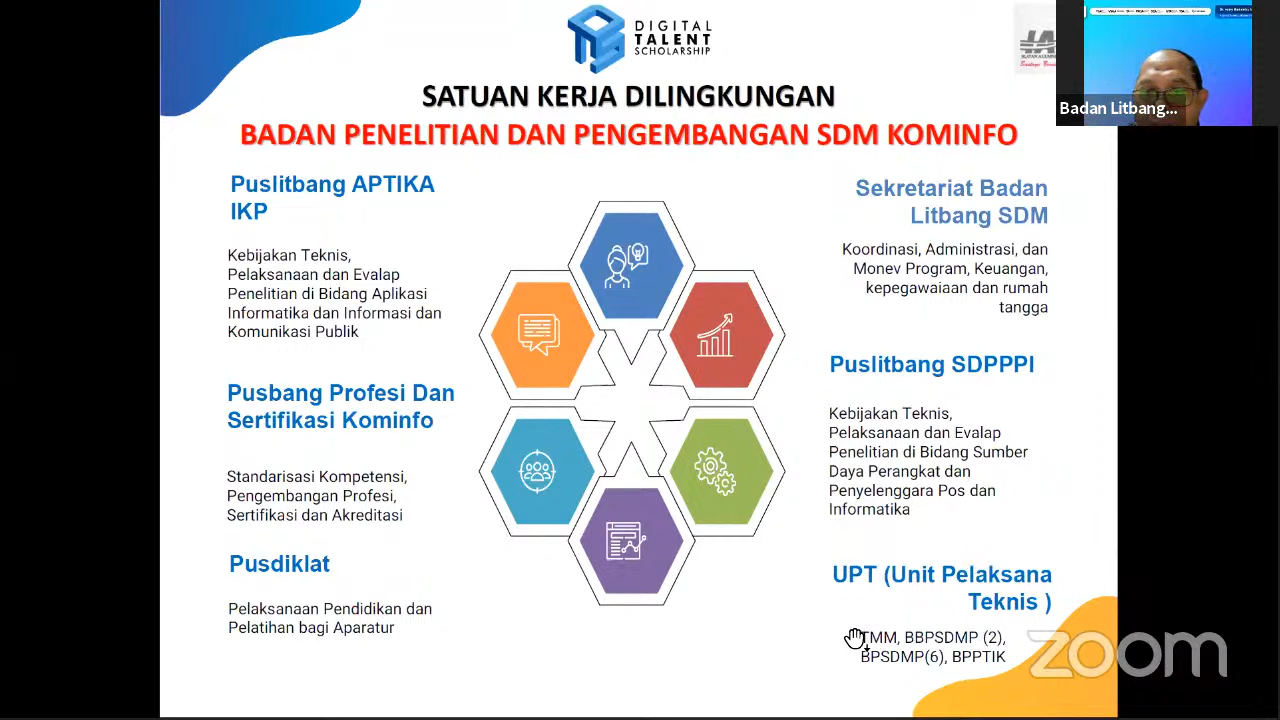 DIGITAL
TALENT
SCHOLARSHIP
SATUAN KERJA DILINGKUNGAN
BADAN PENELITIAN DAN PENGEMBANGAN SDM KOMINFO
Badan Litbang...
Puslitbang APTIKA
IKP
Kebijakan Teknis,
Pelaksanaan dan Evalap
Penelitian di Bidang Aplikasi
Informatika dan Informasi dan
Komunikasi Publik
Pusbang Profesi Dan
Sertifikasi Kominfo
Standarisasi Kompetensi,
Pengembangan Profesi,
Sertifikasi dan Akreditasi
Pusdiklat
Pelaksanaan Pendidikan dan
Pelatihan bagi Aparatur
Sekretariat Badan
Litbang SDM
Koordinasi, Administrasi, dan
Monev Program, Keuangan,
kepegawaiaan dan rumah
tangga
Puslitbang SDPPPI
Kebijakan Teknis,
Pelaksanaan dan Evalap
Penelitian di Bidang Sumber
Daya Perangkat dan
Penyelenggara Pos dan
Informatika
UPT (Unit Pelaksana
Teknis )
TMM, BBPSDMP (2),
BPSDMP(6), BPPTIK
zoom